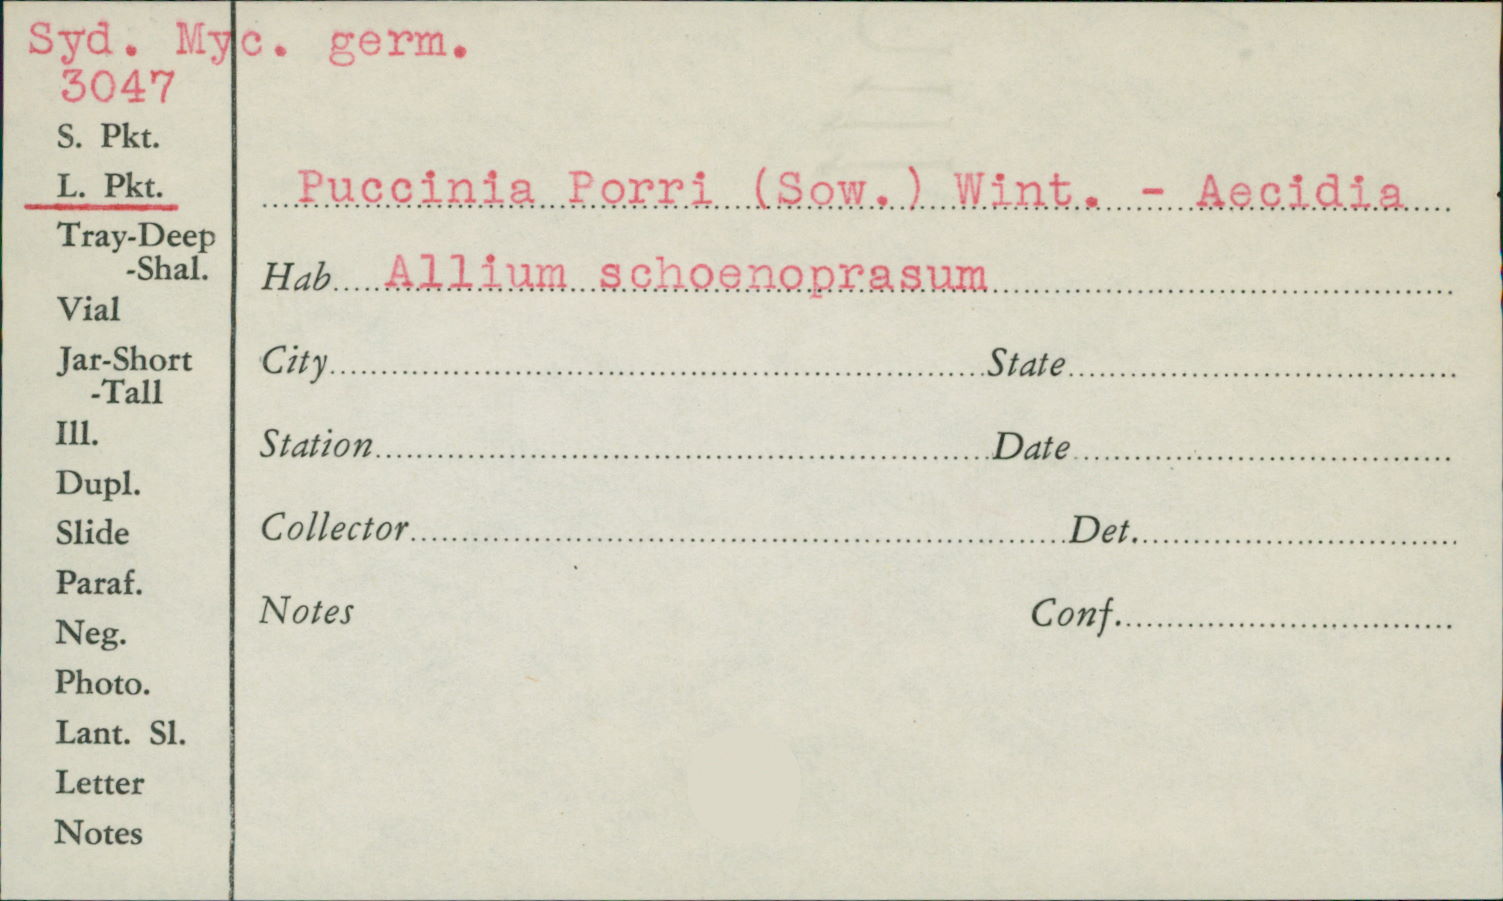 Syd. Myc. germ.
3047
S. Pkt.
L. Pkt.
Tray-Deep
-Shal.
Vial
Jar-Short
-Tall
Ill.
Dupl.
Slide
Paraf.
Neg.
Photo.
Lant. Sl.
Letter
Notes
Puccinia Porri (Sow.) Wint. - Aecidia
Hab Allium schoenoprasum
City State
Station Date
Collector Det.
Notes Conf.